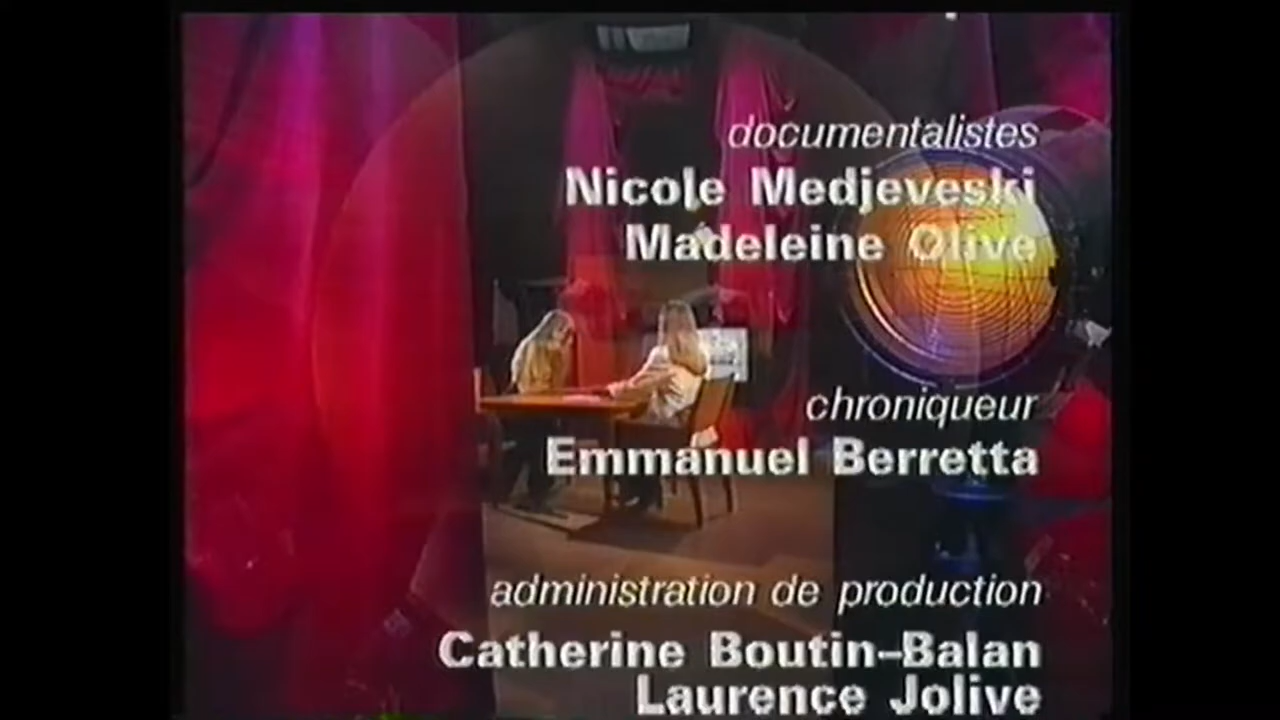 documentalistes
Nicole Medjeveski
Madeleine Olive
chroniqueur
Emmanuel Berretta
administration de production
Catherine Boutin-Balan
Laurence Jolive